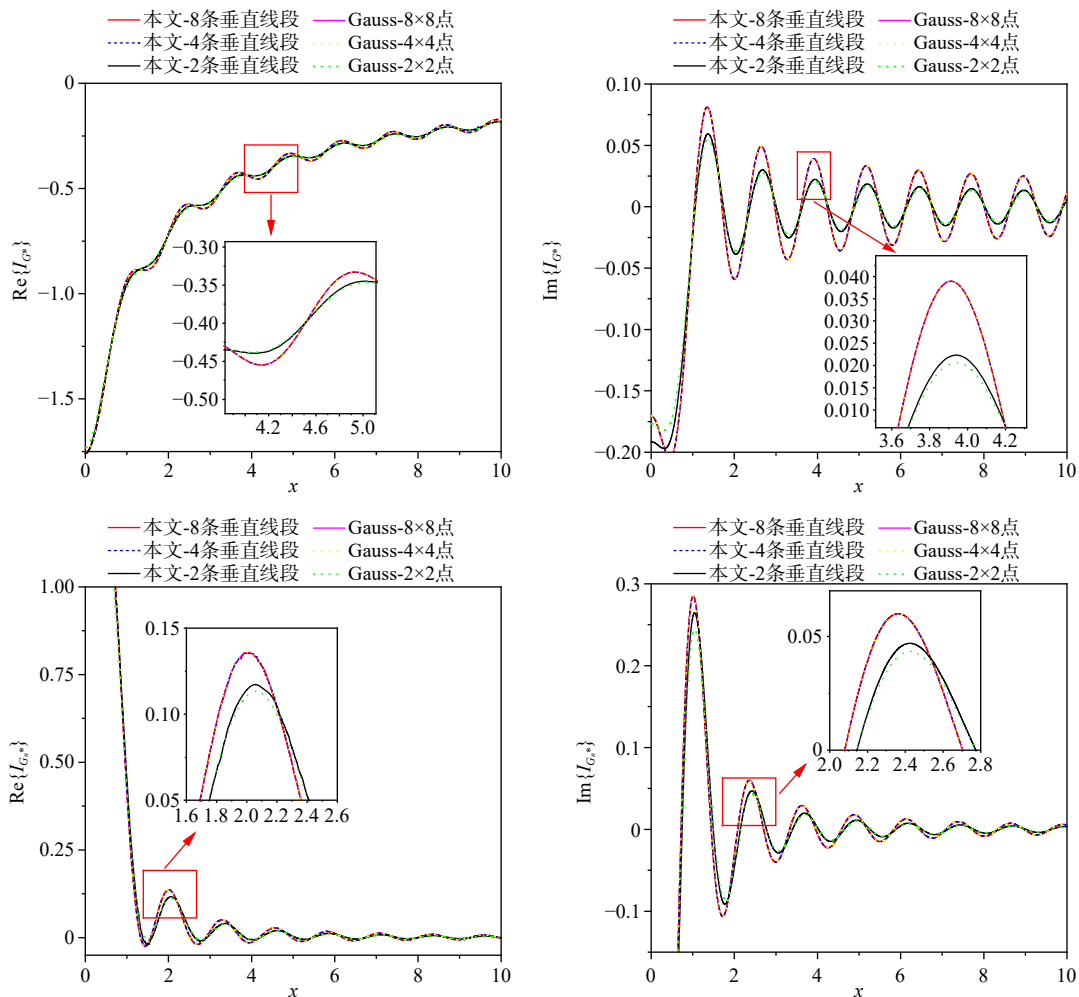 本文-8条垂直线段 Gauss-8×8点
本文-4条垂直线段 Gauss-4×4点
本文-2条垂直线段 Gauss-2×2点
0
−0.5
−1.0
−1.5
Re{I_{G*}}
−0.30
−0.35
−0.40
−0.45
−0.50
4.2 4.6 5.0
0 2 4 6 8 10
x
本文-8条垂直线段 Gauss-8×8点
本文-4条垂直线段 Gauss-4×4点
本文-2条垂直线段 Gauss-2×2点
0.10
0.05
0
−0.05
−0.10
−0.15
−0.20
Im{I_{G*}}
0.040
0.035
0.030
0.025
0.020
0.015
0.010
3.6 3.8 4.0 4.2
0 2 4 6 8 10
x
本文-8条垂直线段 Gauss-8×8点
本文-4条垂直线段 Gauss-4×4点
本文-2条垂直线段 Gauss-2×2点
1.00
0.75
0.50
0.25
0
Re{I_{G_n*}}
0.15
0.10
0.05
1.6 1.8 2.0 2.2 2.4 2.6
0 2 4 6 8 10
x
本文-8条垂直线段 Gauss-8×8点
本文-4条垂直线段 Gauss-4×4点
本文-2条垂直线段 Gauss-2×2点
0.3
0.2
0.1
0
−0.1
Im{I_{G_n*}}
0.05
0
2.0 2.2 2.4 2.6 2.8
0 2 4 6 8 10
x